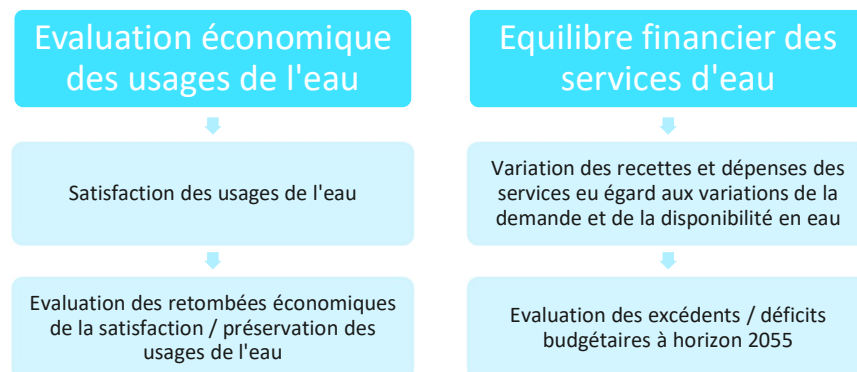 Evaluation économique
des usages de l'eau
Satisfaction des usages de l'eau
Evaluation des retombées économiques
de la satisfaction / préservation des
usages de l'eau
Equilibre financier des
services d'eau
Variation des recettes et dépenses des
services eu égard aux variations de la
demande et de la disponibilité en eau
Evaluation des excédents / déficits
budgétaires à horizon 2055